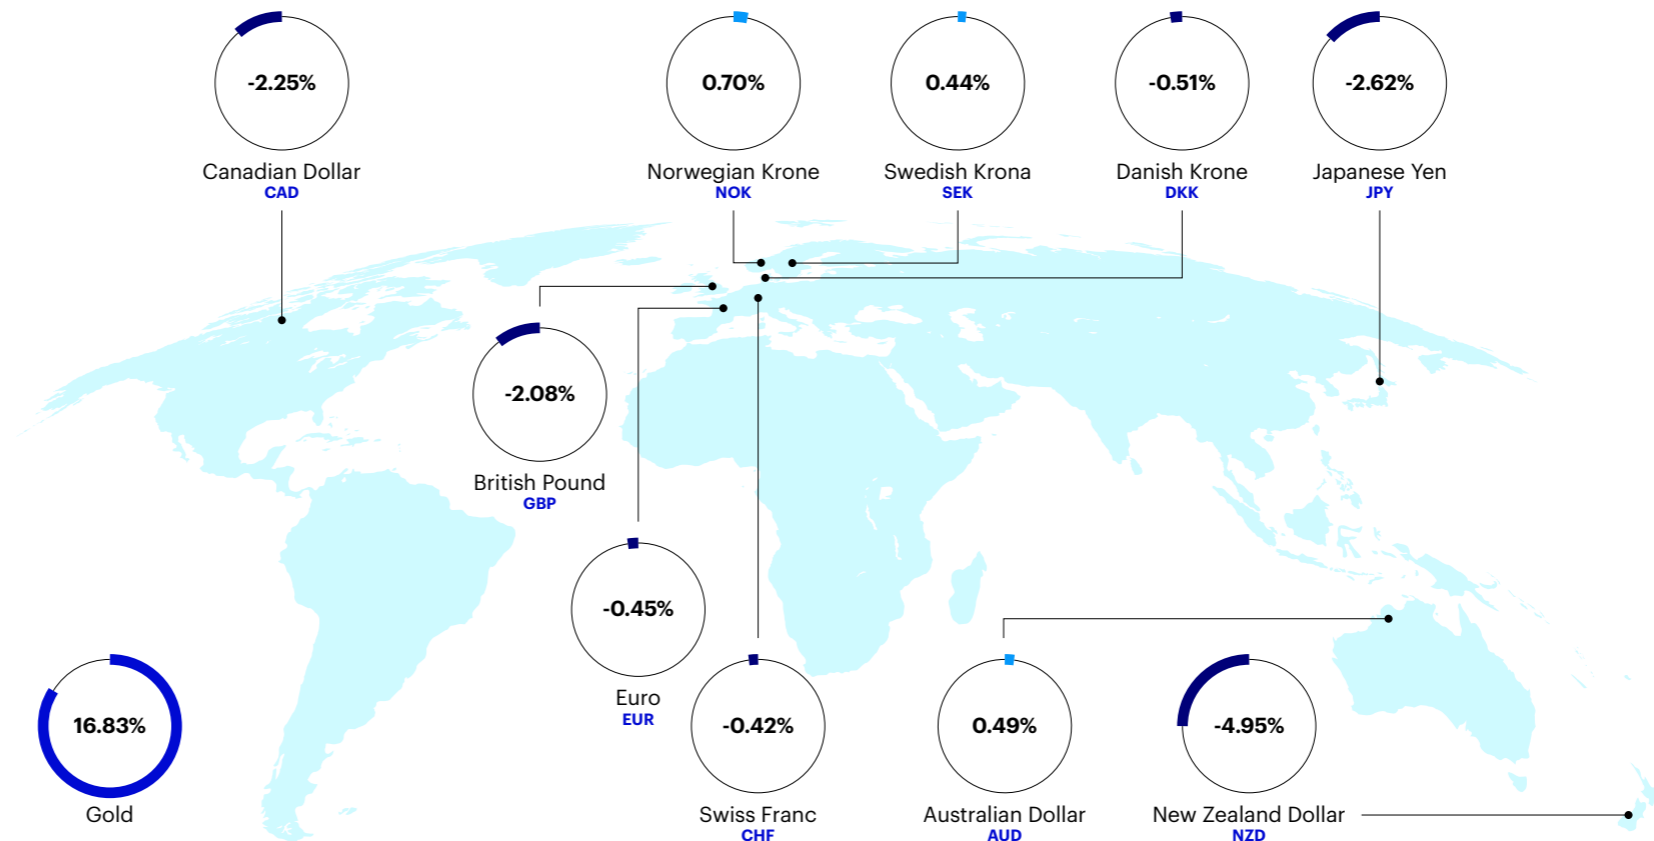 -2.25%
Canadian Dollar
CAD
0.70%
Norwegian Krone
NOK
0.44%
Swedish Krona
SEK
-0.51%
Danish Krone
DKK
-2.62%
Japanese Yen
JPY
-2.08%
British Pound
GBP
-0.45%
Euro
EUR
16.83%
Gold
-0.42%
Swiss Franc
CHF
0.49%
Australian Dollar
AUD
-4.95%
New Zealand Dollar
NZD